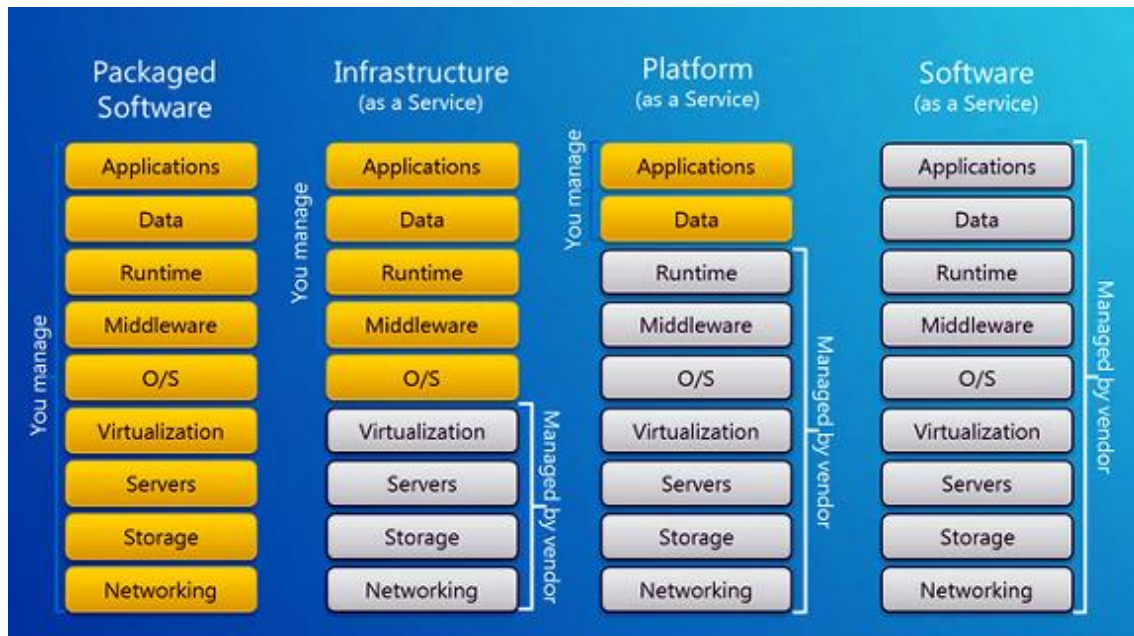 Packaged
Software
You manage
Applications
Data
Runtime
Middleware
O/S
Virtualization
Servers
Storage
Networking
Infrastructure
(as a Service)
You manage
Applications
Data
Runtime
Middleware
O/S
Virtualization
Servers
Storage
Networking
Managed by vendor
Platform
(as a Service)
You manage
Applications
Data
Runtime
Middleware
O/S
Virtualization
Servers
Storage
Networking
Managed by vendor
Software
(as a Service)
Applications
Data
Runtime
Middleware
O/S
Virtualization
Servers
Storage
Networking
Managed by vendor